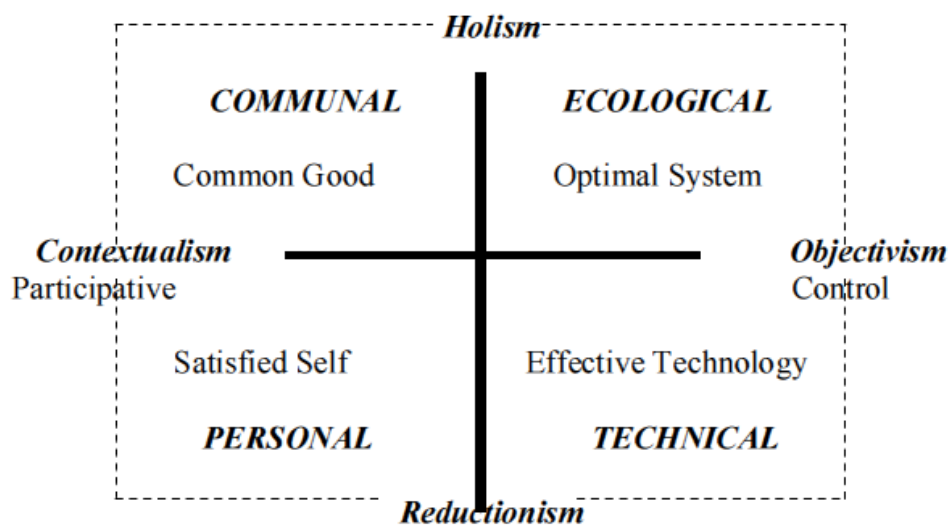 Holism
COMMUNAL
ECOLOGICAL
Common Good
Optimal System
Contextualism
Objectivism
Participative
Control
Satisfied Self
Effective Technology
PERSONAL
TECHNICAL
Reductionism